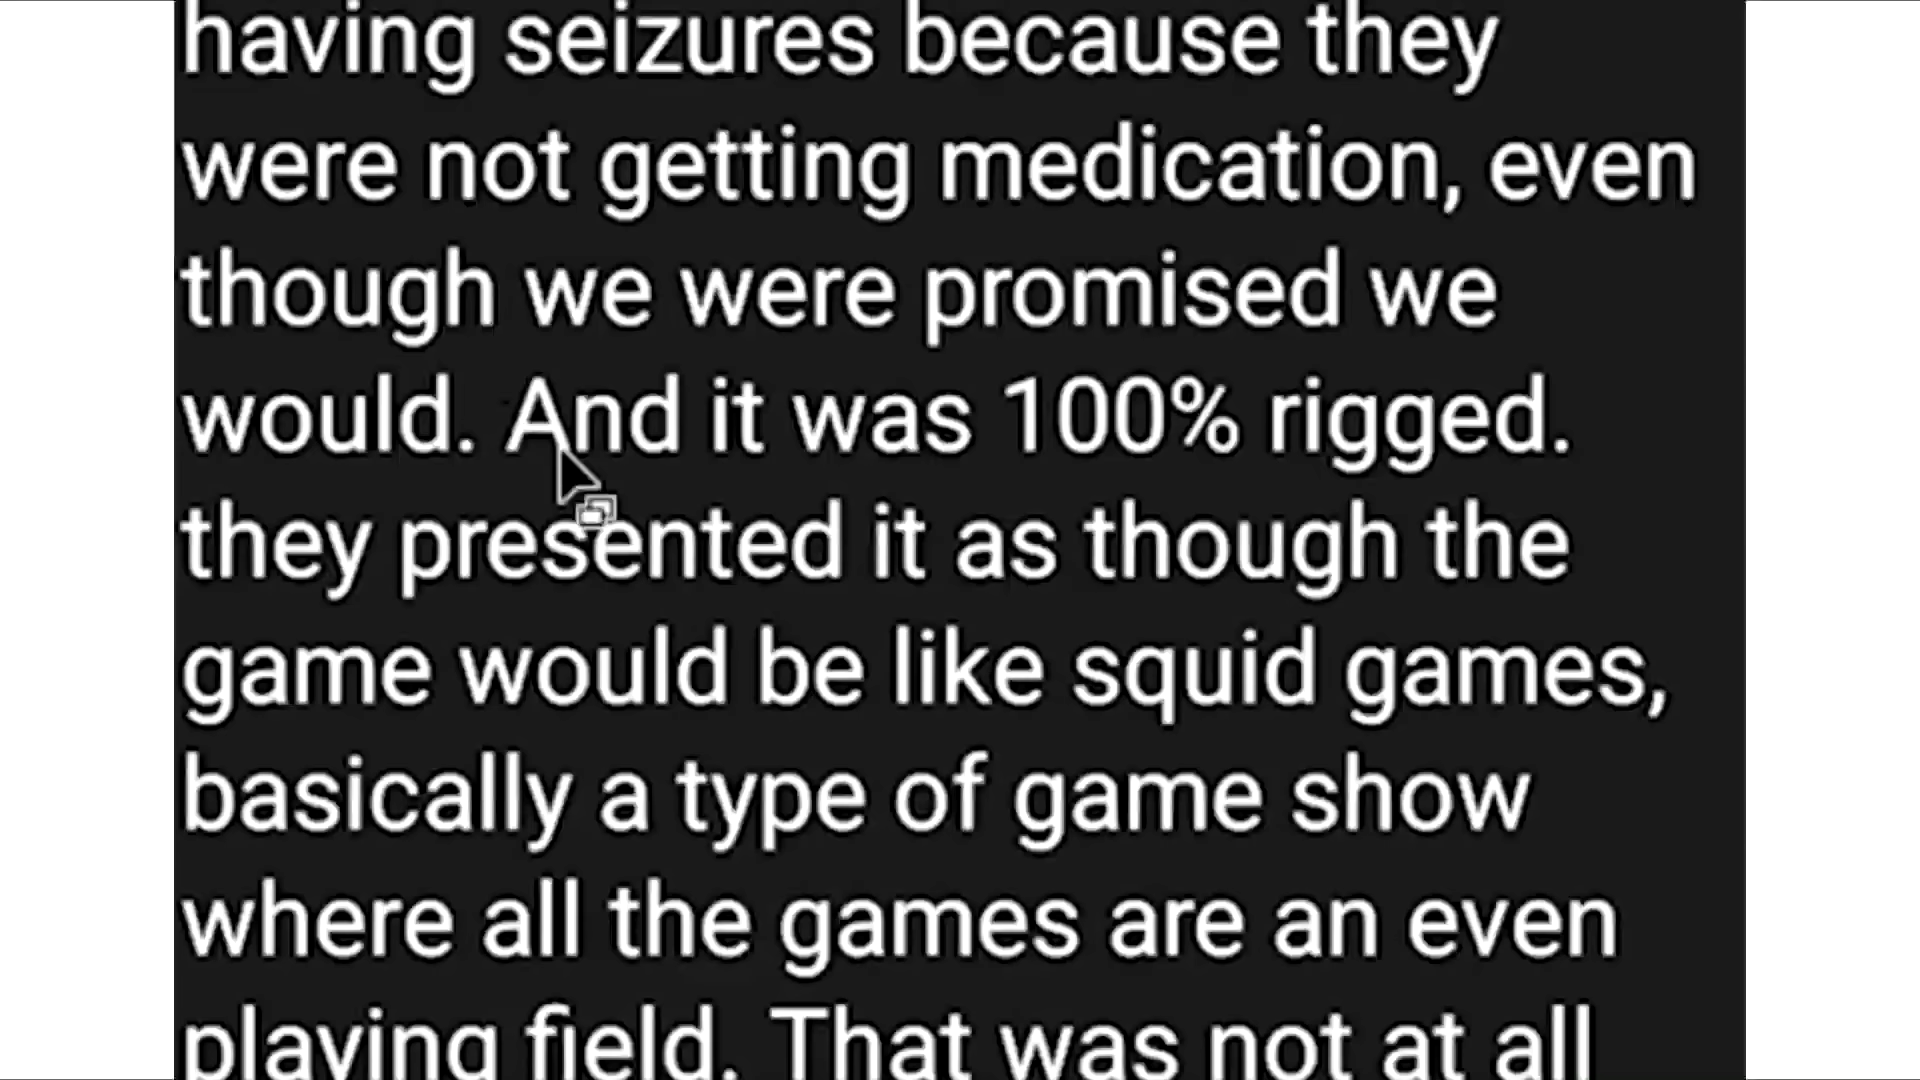 having seizures because they
were not getting medication, even
though we were promised we
would. And it was 100% rigged.
they presented it as though the
game would be like squid games,
basically a type of game show
where all the games are an even
playing field. That was not at all